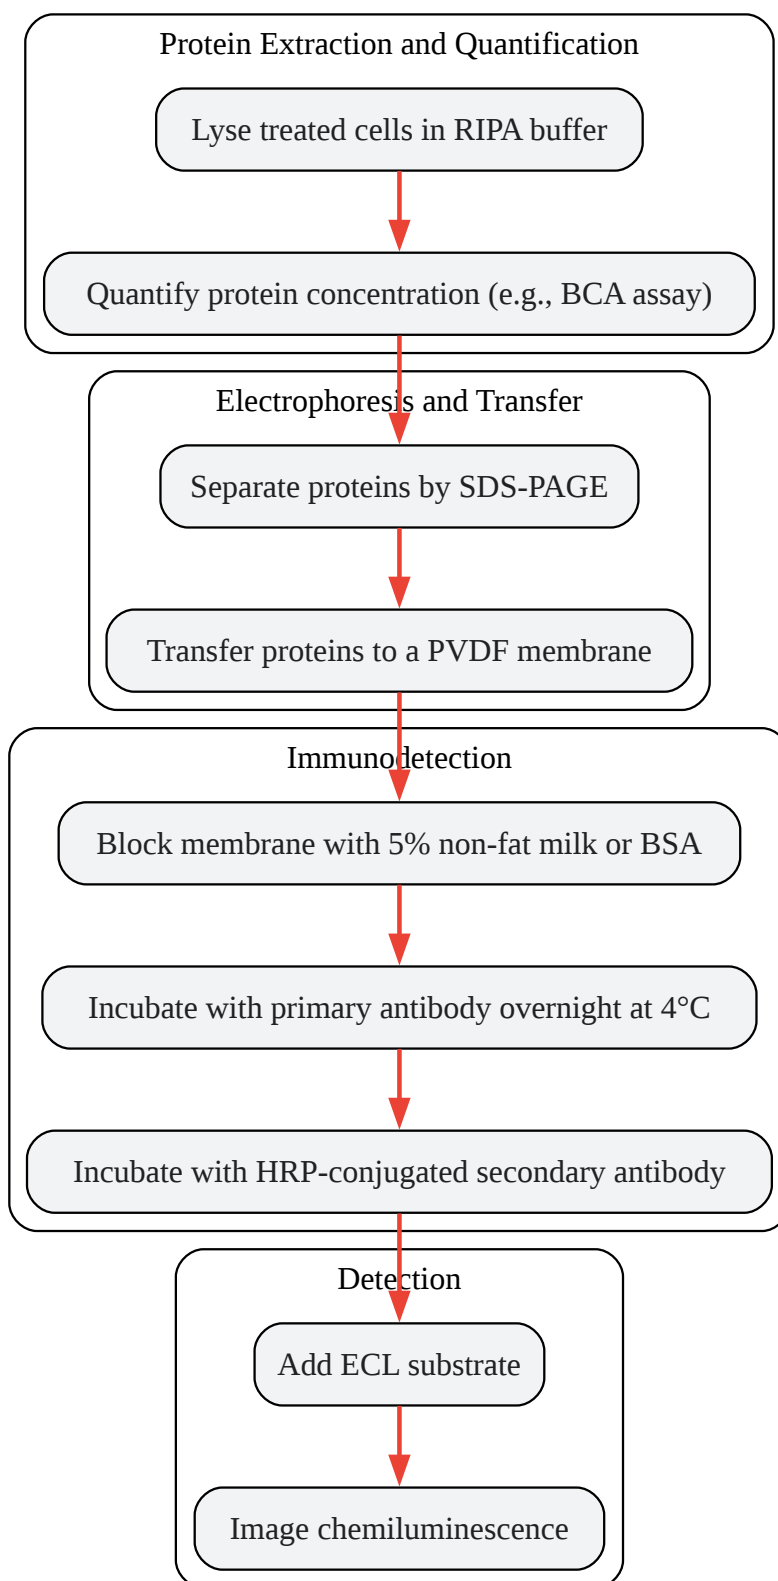 Protein Extraction and Quantification
Lyse treated cells in RIPA buffer
Quantify protein concentration (e.g., BCA assay)
Electrophoresis and Transfer
Separate proteins by SDS-PAGE
Transfer proteins to a PVDF membrane
Immunodetection
Block membrane with 5% non-fat milk or BSA
Incubate with primary antibody overnight at 4°C
Incubate with HRP-conjugated secondary antibody
Detection
Add ECL substrate
Image chemiluminescence